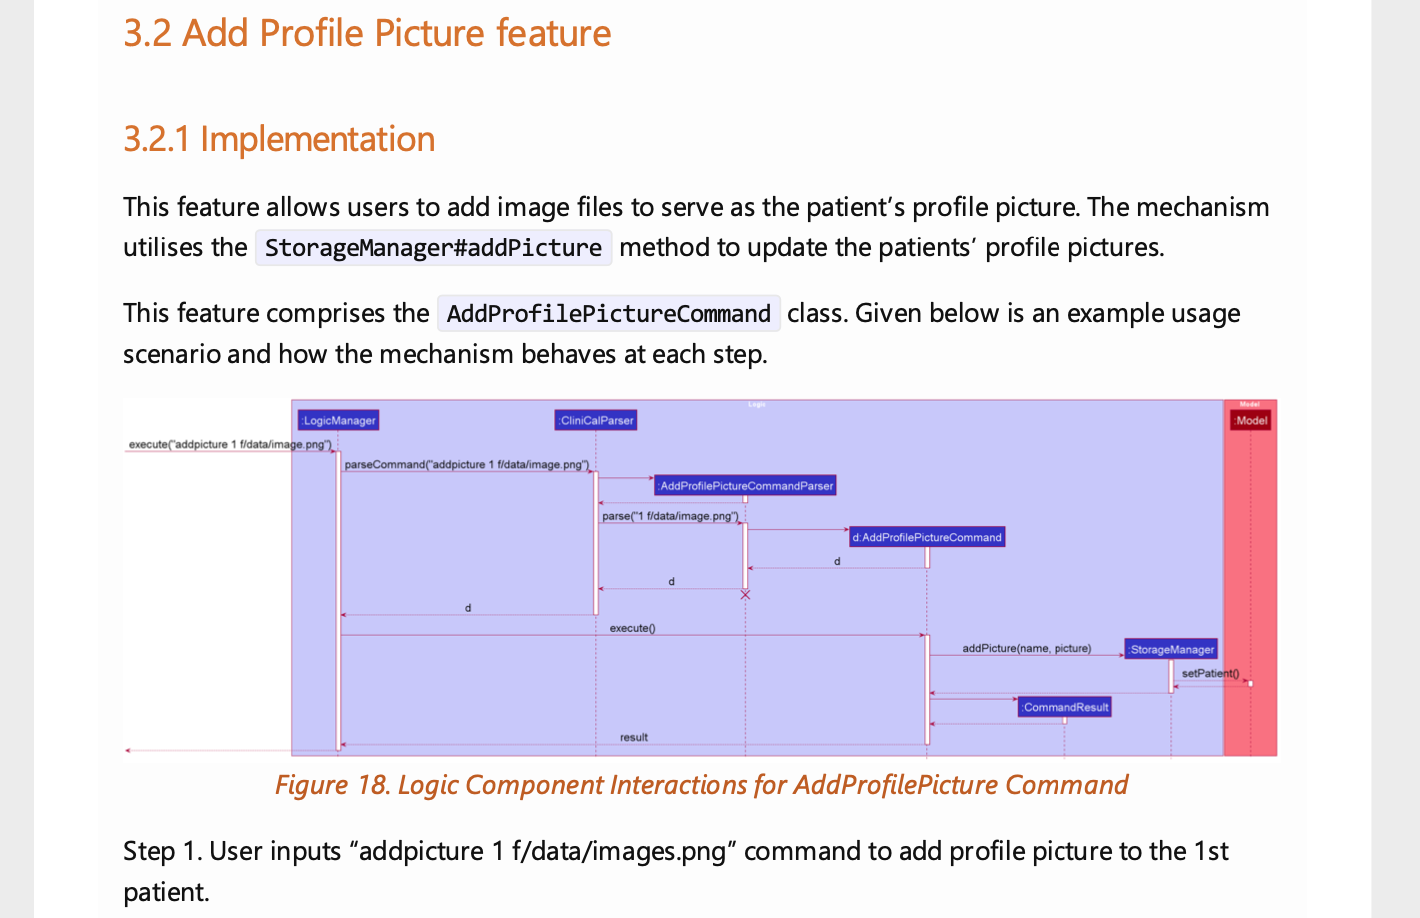 3.2 Add Profile Picture feature
3.2.1 Implementation
This feature allows users to add image files to serve as the patient’s profile picture. The mechanism
utilises the StorageManager#addPicture method to update the patients’ profile pictures.
This feature comprises the AddProfilePictureCommand class. Given below is an example usage
scenario and how the mechanism behaves at each step.
Logic
Model
:LogicManager
:CliniCalParser
:Model
execute("addpicture 1 f/data/image.png")
parseCommand("addpicture 1 f/data/image.png")
:AddProfilePictureCommandParser
parse("1 f/data/image.png")
d:AddProfilePictureCommand
d
d
d
execute()
addPicture(name, picture)
:StorageManager
setPatient()
:CommandResult
result
Figure 18. Logic Component Interactions for AddProfilePicture Command
Step 1. User inputs “addpicture 1 f/data/images.png” command to add profile picture to the 1st
patient.